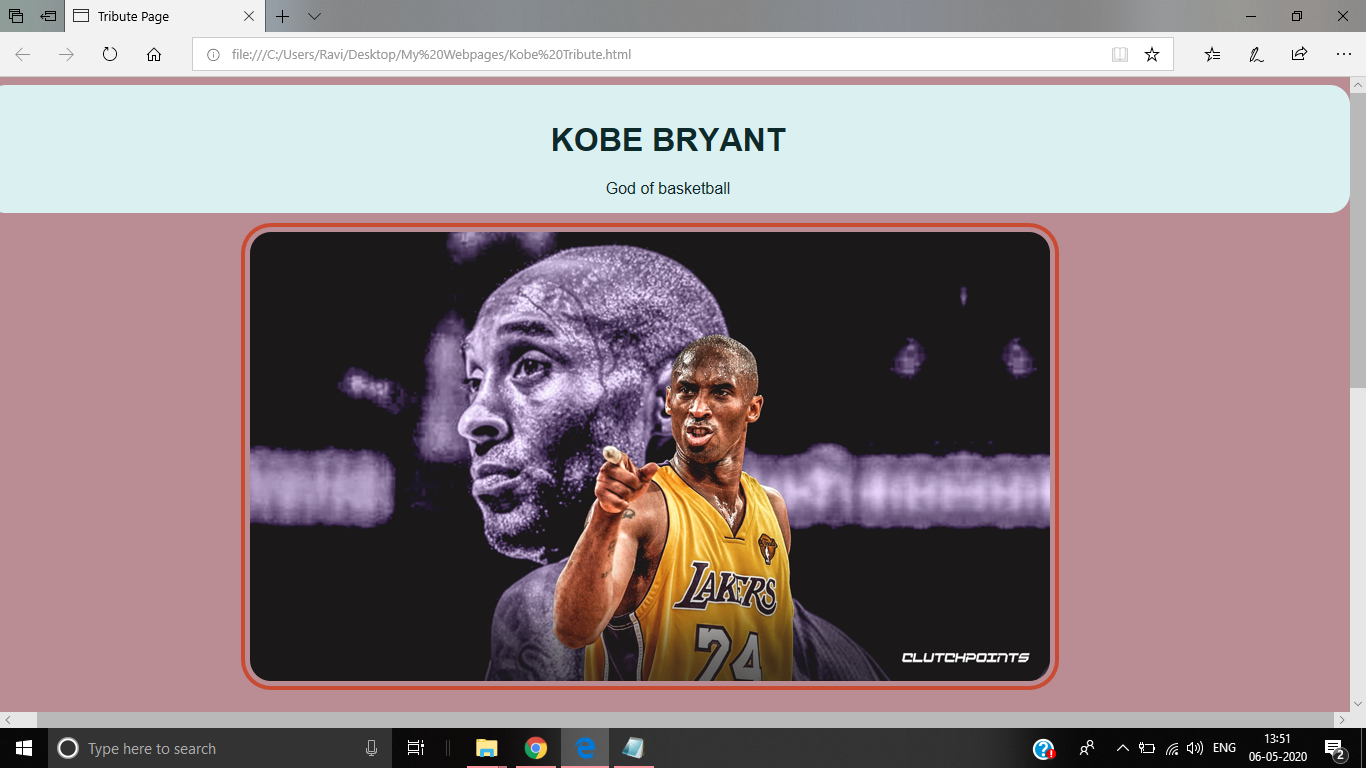 Tribute Page
file:///C:/Users/Ravi/Desktop/My%20Webpages/Kobe%20Tribute.html
KOBE BRYANT
God of basketball
LAKERS
24
CLUTCHPOINTS
Type here to search
ENG
13:51
06-05-2020
2